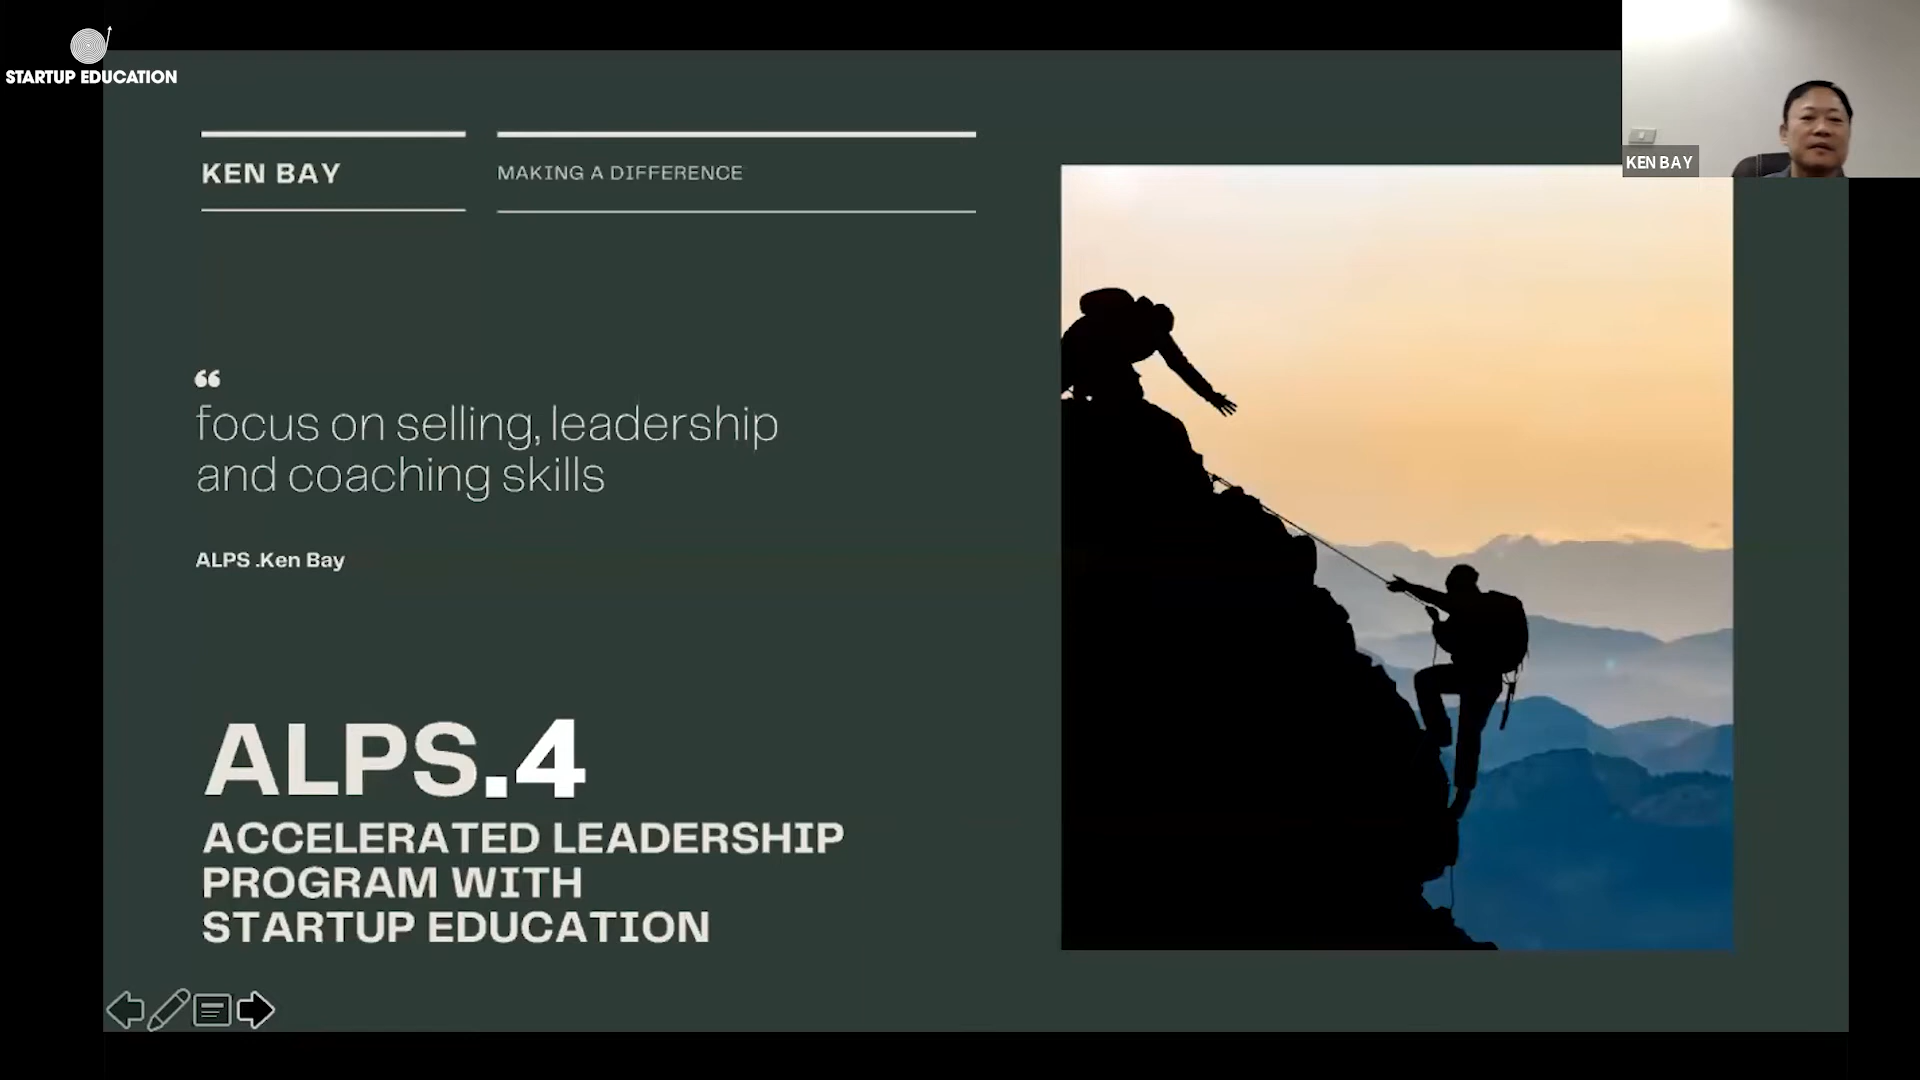 STARTUP EDUCATION
KEN BAY
MAKING A DIFFERENCE
KEN BAY
“
focus on selling, leadership
and coaching skills
ALPS .Ken Bay
ALPS.4
ACCELERATED LEADERSHIP
PROGRAM WITH
STARTUP EDUCATION